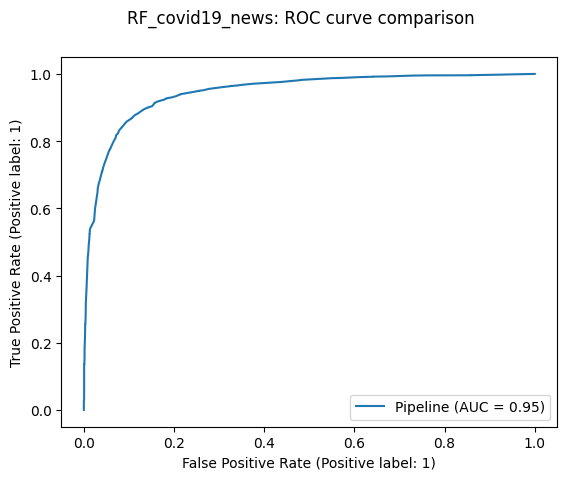 RF_covid19_news: ROC curve comparison
1.0
0.8
0.6
0.4
0.2
0.0
True Positive Rate (Positive label: 1)
Pipeline (AUC = 0.95)
0.0 0.2 0.4 0.6 0.8 1.0
False Positive Rate (Positive label: 1)